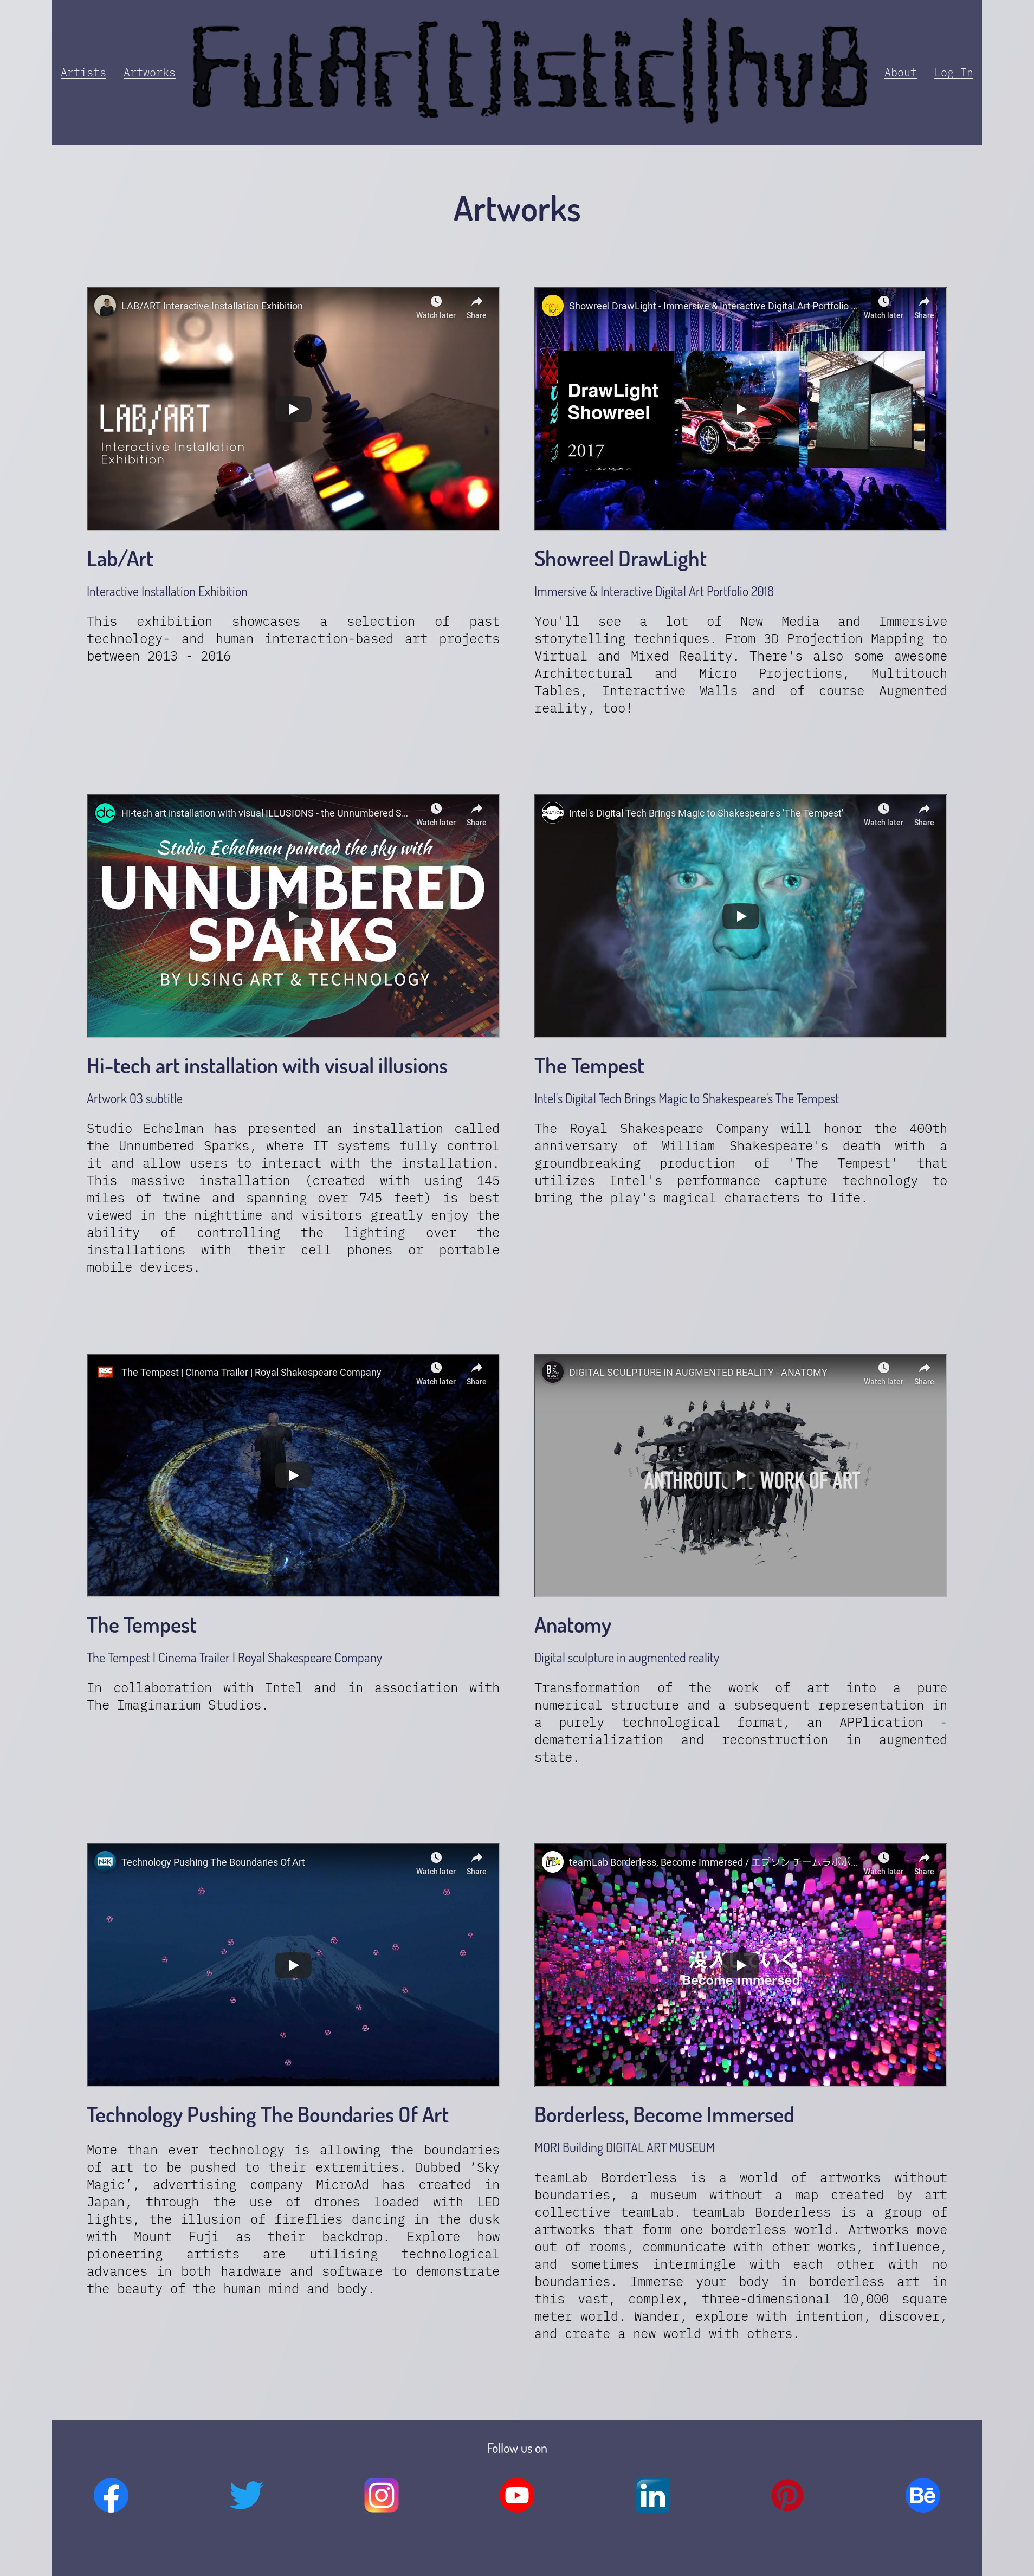 Artists
Artworks
FutAr[t]istic||hvB
About
Log In
Artworks
LAB/ART Interactive Installation Exhibition
Watch later
Share
LAB/ART
Interactive Installation
Exhibition
Showreel DrawLight - Immersive & Interactive Digital Art Portfolio ...
Watch later
Share
DrawLight
Showreel
2017
Lab/Art
Interactive Installation Exhibition
This exhibition showcases a selection of past
technology- and human interaction-based art projects
between 2013 - 2016
Showreel DrawLight
Immersive & Interactive Digital Art Portfolio 2018
You'll see a lot of New Media and Immersive
storytelling techniques. From 3D Projection Mapping to
Virtual and Mixed Reality. There's also some awesome
Architectural and Micro Projections, Multitouch
Tables, Interactive Walls and of course Augmented
reality, too!
Hi-tech art installation with visual ILLUSIONS - the Unnumbered S...
Watch later
Share
Studio Echelman painted the sky with
UNNUMBERED
SPARKS
BY USING ART & TECHNOLOGY
Intel's Digital Tech Brings Magic to Shakespeare's 'The Tempest'
Watch later
Share
Hi-tech art installation with visual illusions
Artwork 03 subtitle
Studio Echelman has presented an installation called
the Unnumbered Sparks, where IT systems fully control
it and allow users to interact with the installation.
This massive installation (created with using 145
miles of twine and spanning over 745 feet) is best
viewed in the nighttime and visitors greatly enjoy the
ability of controlling the lighting over the
installations with their cell phones or portable
mobile devices.
The Tempest
Intel's Digital Tech Brings Magic to Shakespeare's The Tempest
The Royal Shakespeare Company will honor the 400th
anniversary of William Shakespeare's death with a
groundbreaking production of 'The Tempest' that
utilizes Intel's performance capture technology to
bring the play's magical characters to life.
RSC
The Tempest | Cinema Trailer | Royal Shakespeare Company
Watch later
Share
DIGITAL SCULPTURE IN AUGMENTED REALITY - ANATOMY
Watch later
Share
WORK OF ART
The Tempest
The Tempest | Cinema Trailer | Royal Shakespeare Company
In collaboration with Intel and in association with
The Imaginarium Studios.
Anatomy
Digital sculpture in augmented reality
Transformation of the work of art into a pure
numerical structure and a subsequent representation in
a purely technological format, an APPlication -
dematerialization and reconstruction in augmented
state.
Technology Pushing The Boundaries Of Art
Watch later
Share
teamLab Borderless, Become Immersed / エプソン チームラボボ...
Watch later
Share
Become Immersed
Technology Pushing The Boundaries Of Art
More than ever technology is allowing the boundaries
of art to be pushed to their extremities. Dubbed ‘Sky
Magic’, advertising company MicroAd has created in
Japan, through the use of drones loaded with LED
lights, the illusion of fireflies dancing in the dusk
with Mount Fuji as their backdrop. Explore how
pioneering artists are utilising technological
advances in both hardware and software to demonstrate
the beauty of the human mind and body.
Borderless, Become Immersed
MORI Building DIGITAL ART MUSEUM
teamLab Borderless is a world of artworks without
boundaries, a museum without a map created by art
collective teamLab. teamLab Borderless is a group of
artworks that form one borderless world. Artworks move
out of rooms, communicate with other works, influence,
and sometimes intermingle with each other with no
boundaries. Immerse your body in borderless art in
this vast, complex, three-dimensional 10,000 square
meter world. Wander, explore with intention, discover,
and create a new world with others.
Follow us on